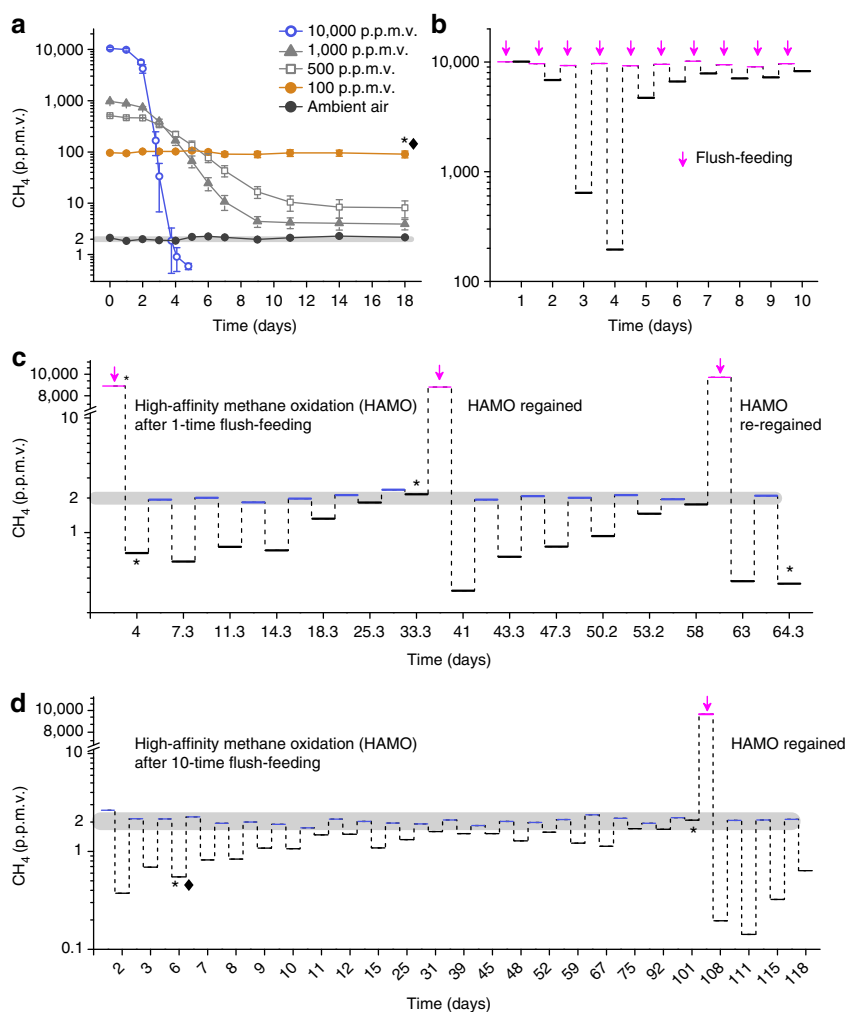 a
CH₄ (p.p.m.v.)
10,000
1,000
100
10
2
1
10,000 p.p.m.v.
1,000 p.p.m.v.
500 p.p.m.v.
100 p.p.m.v.
Ambient air
*♦
0 2 4 6 8 10 12 14 16 18
Time (days)
b
10,000
1,000
100
Flush-feeding
1 2 3 4 5 6 7 8 9 10
Time (days)
c
CH₄ (p.p.m.v.)
10,000
8,000
10
2
1
*
High-affinity methane oxidation (HAMO)
after 1-time flush-feeding
HAMO regained
HAMO
re-regained
*
*
*
4 7.3 11.3 14.3 18.3 25.3 33.3 41 43.3 47.3 50.2 53.2 58 63 64.3
Time (days)
d
CH₄ (p.p.m.v.)
10,000
8,000
10
2
1
0.1
High-affinity methane oxidation (HAMO)
after 10-time flush-feeding
HAMO regained
*♦
*
2 3 6 7 8 9 10 11 12 15 25 31 39 45 48 52 59 67 75 92 101 108 111 115 118
Time (days)